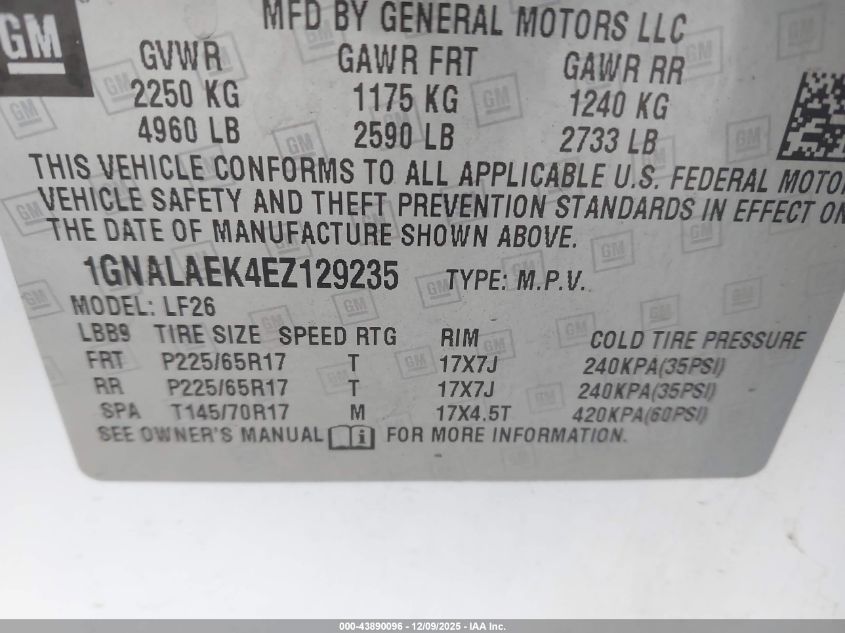 GM
MFD BY GENERAL MOTORS LLC
GVWR GAWR FRT GAWR RR
2250 KG 1175 KG 1240 KG
4960 LB 2590 LB 2733 LB
THIS VEHICLE CONFORMS TO ALL APPLICABLE U.S. FEDERAL MOTO
VEHICLE SAFETY AND THEFT PREVENTION STANDARDS IN EFFECT ON
THE DATE OF MANUFACTURE SHOWN ABOVE.
1GNALAEK4EZ129235 TYPE: M.P.V.
MODEL: LF26
LBB9 TIRE SIZE SPEED RTG RIM COLD TIRE PRESSURE
FRT P225/65R17 T 17X7J 240KPA(35PSI)
RR P225/65R17 T 17X7J 240KPA(35PSI)
SPA T145/70R17 M 17X4.5T 420KPA(60PSI)
SEE OWNER'S MANUAL i FOR MORE INFORMATION.
000-43890096 - 12/09/2025 - IAA Inc.